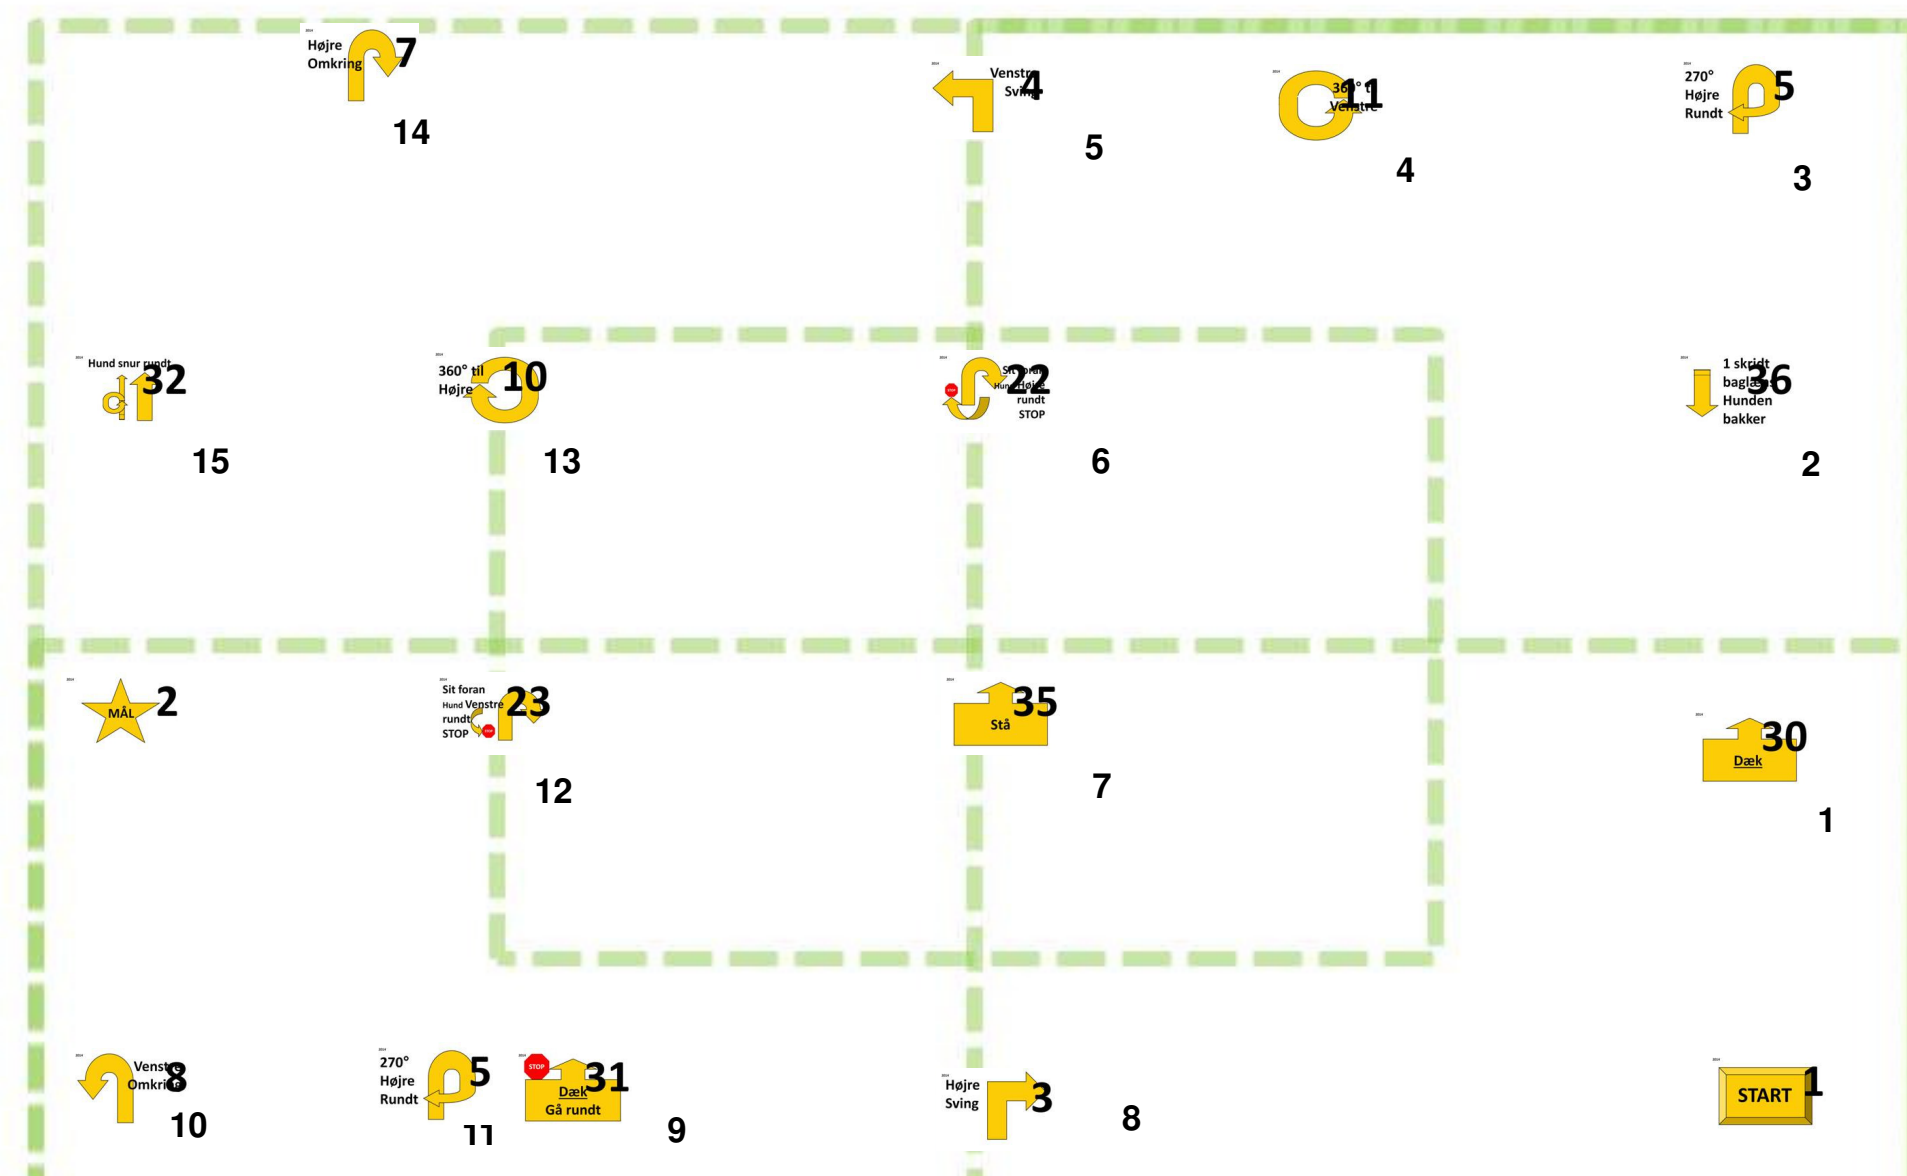 Højre
Omkring
7
14
Venstre
Sving
4
5
360° til
Venstre
11
4
270°
Højre
Rundt
5
3
Hund snur rundt
32
15
360° til
Højre
10
13
Sit foran
Hund Højre
rundt
STOP
22
6
1 skridt
baglæns
Hunden
bakker
36
2
MÅL
2
Sit foran
Hund Venstre
rundt
STOP
23
12
Stå
35
7
Dæk
30
1
Venstre
Omkring
8
10
270°
Højre
Rundt
5
11
STOP
Dæk
Gå rundt
31
9
Højre
Sving
3
8
START
1